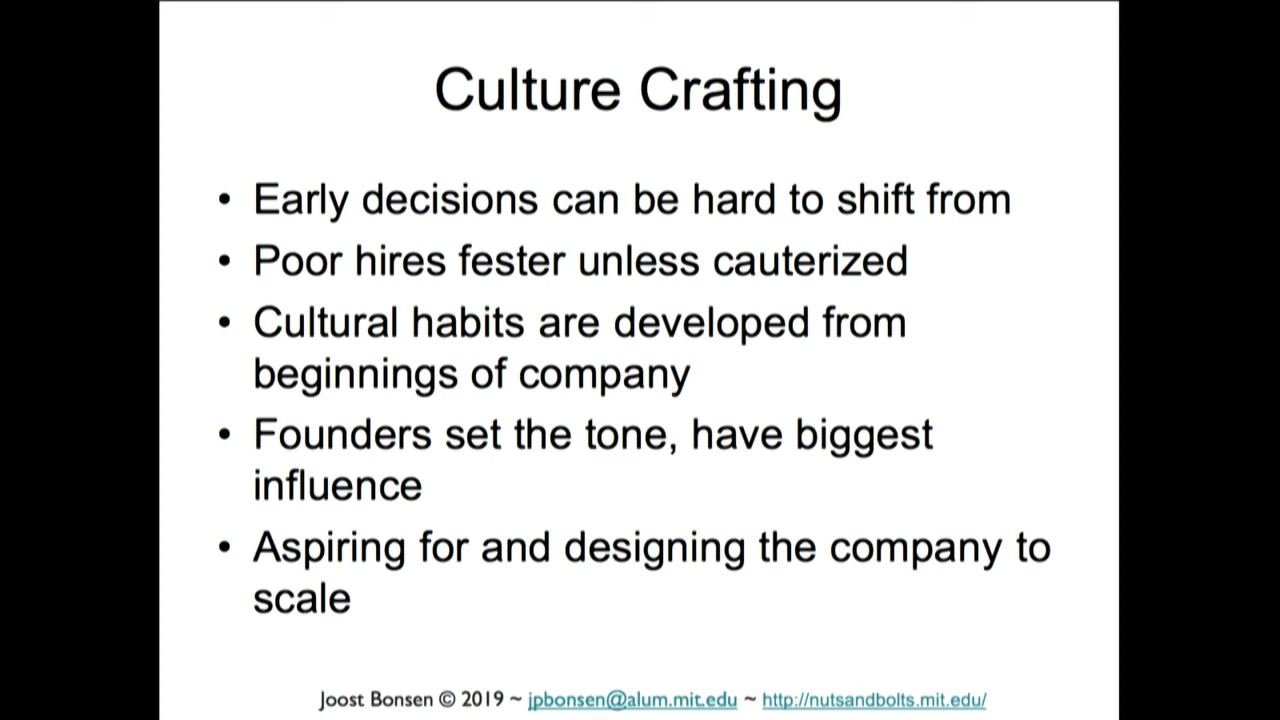 Culture Crafting
• Early decisions can be hard to shift from
• Poor hires fester unless cauterized
• Cultural habits are developed from
beginnings of company
• Founders set the tone, have biggest
influence
• Aspiring for and designing the company to
scale
Joost Bonsen © 2019 ~ jpbonsen@alum.mit.edu ~ http://nutsandbolts.mit.edu/